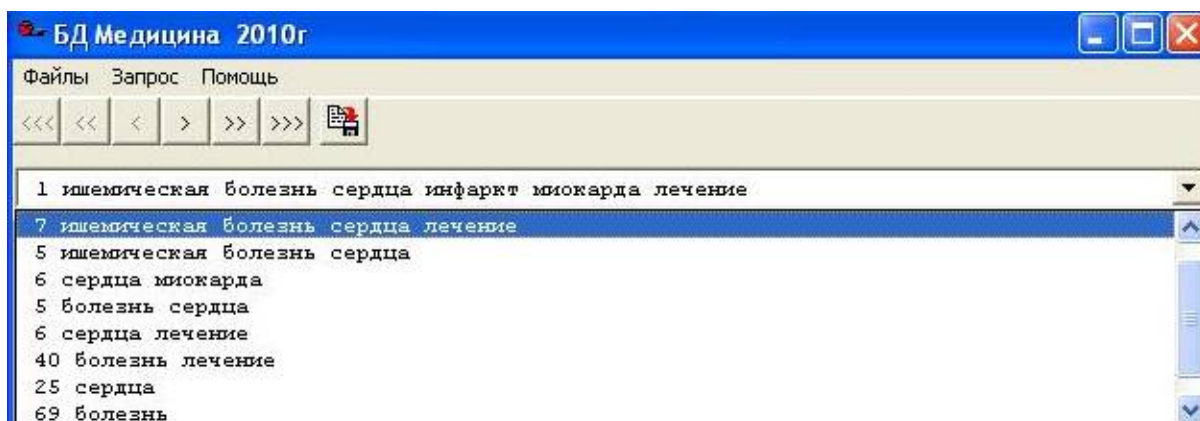 БД Медицина 2010г
Файлы Запрос Помощь
<<< << < > >> >>>
1 ишемическая болезнь сердца инфаркт миокарда лечение
7 ишемическая болезнь сердца лечение
5 ишемическая болезнь сердца
6 сердца миокарда
5 болезнь сердца
6 сердца лечение
40 болезнь лечение
25 сердца
69 болезнь